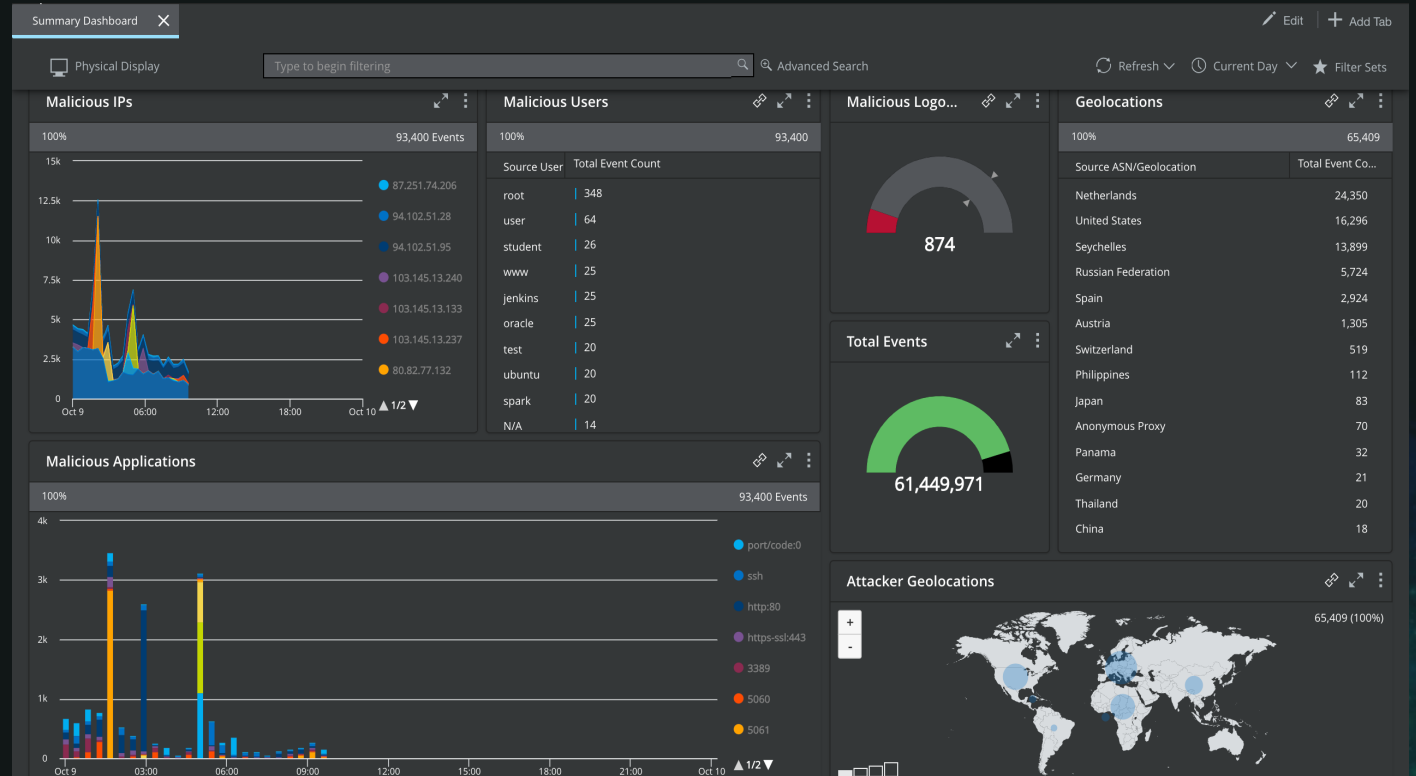 Summary Dashboard
Edit
Add Tab
Physical Display
Type to begin filtering
Advanced Search
Refresh
Current Day
Filter Sets
Malicious IPs
100%
93,400 Events
15k
12.5k
10k
7.5k
5k
2.5k
0
Oct 9
06:00
12:00
18:00
Oct 10
87.251.74.206
94.102.51.28
94.102.51.95
103.145.13.240
103.145.13.133
103.145.13.237
80.82.77.132
1/2
Malicious Users
100%
93,400
Source User Total Event Count
root 348
user 64
student 26
www 25
jenkins 25
oracle 25
test 20
ubuntu 20
spark 20
N/A 14
Malicious Logo...
874
Total Events
61,449,971
Geolocations
100%
65,409
Source ASN/Geolocation Total Event Co...
Netherlands 24,350
United States 16,296
Seychelles 13,899
Russian Federation 5,724
Spain 2,924
Austria 1,305
Switzerland 519
Philippines 112
Japan 83
Anonymous Proxy 70
Panama 32
Germany 21
Thailand 20
China 18
Malicious Applications
100%
93,400 Events
4k
3k
2k
1k
0
Oct 9
03:00
06:00
09:00
12:00
15:00
18:00
21:00
Oct 10
port/code:0
ssh
http:80
https-ssl:443
3389
5060
5061
1/2
Attacker Geolocations
65,409 (100%)
+
-